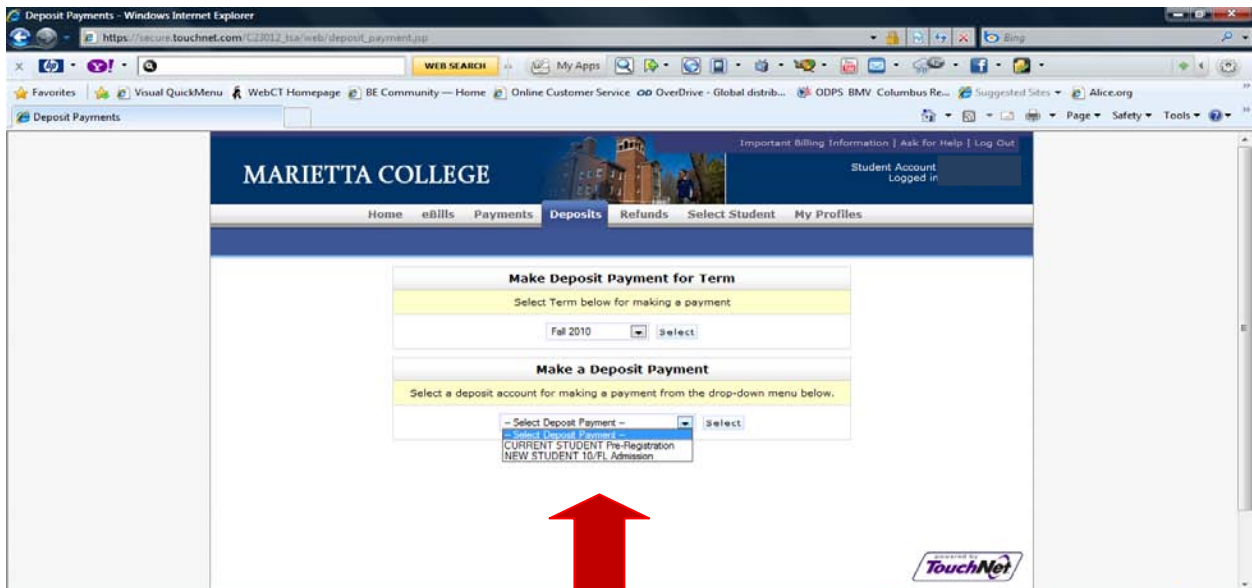 Deposit Payments - Windows Internet Explorer
https://secure.touchnet.com/C23012_tsa/web/deposit_payment.jsp
Bing
WEB SEARCH
My Apps
Favorites
Visual QuickMenu
WebCT Homepage
BE Community — Home
Online Customer Service
OverDrive - Global distrib...
ODPS BMV Columbus Re...
Suggested Sites
Alice.org
Deposit Payments
Page
Safety
Tools
Important Billing Information | Ask for Help | Log Out
MARIETTA COLLEGE
Student Account
Logged in
Home eBills Payments Deposits Refunds Select Student My Profiles
Make Deposit Payment for Term
Select Term below for making a payment
Fall 2010
Select
Make a Deposit Payment
Select a deposit account for making a payment from the drop-down menu below.
-- Select Deposit Payment --
Select
-- Select Deposit Payment --
CURRENT STUDENT Pre-Registration
NEW STUDENT 10/FL Admission
powered by
TouchNet